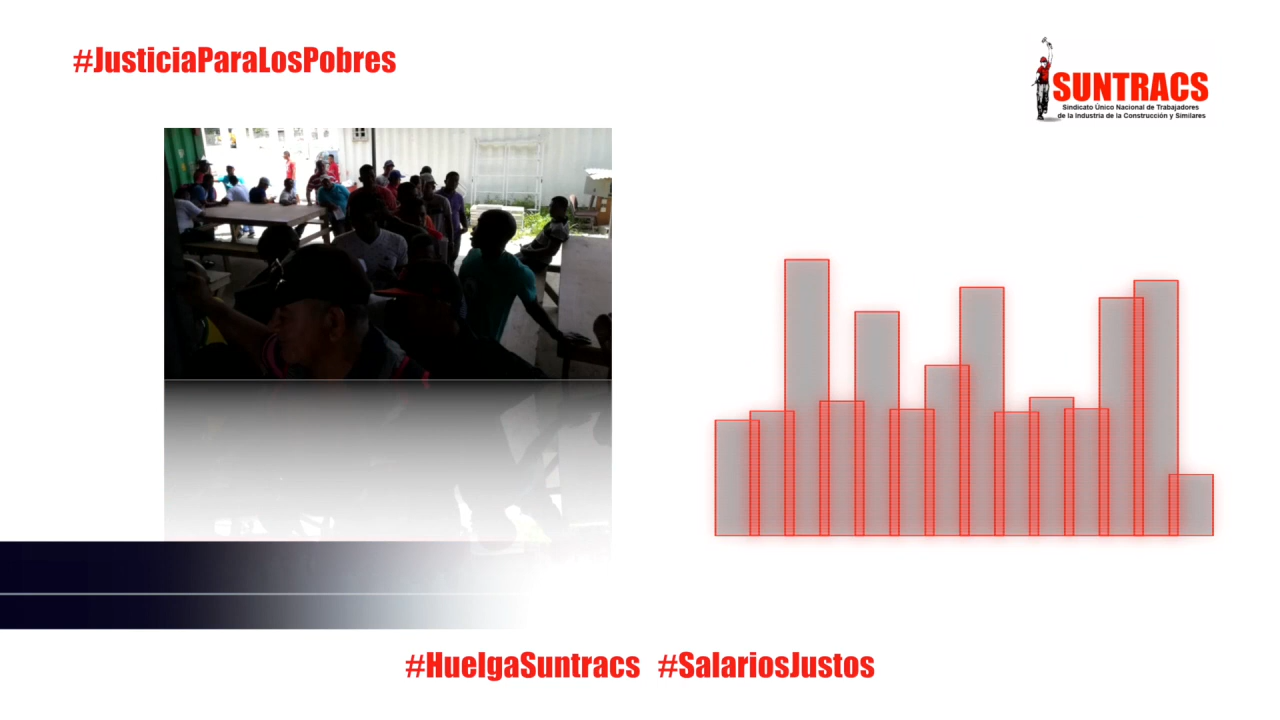 #JusticiaParaLosPobres
SUNTRACS
Sindicato Único Nacional de Trabajadores
de la Industria de la Construcción y Similares
#HuelgaSuntracs #SalariosJustos